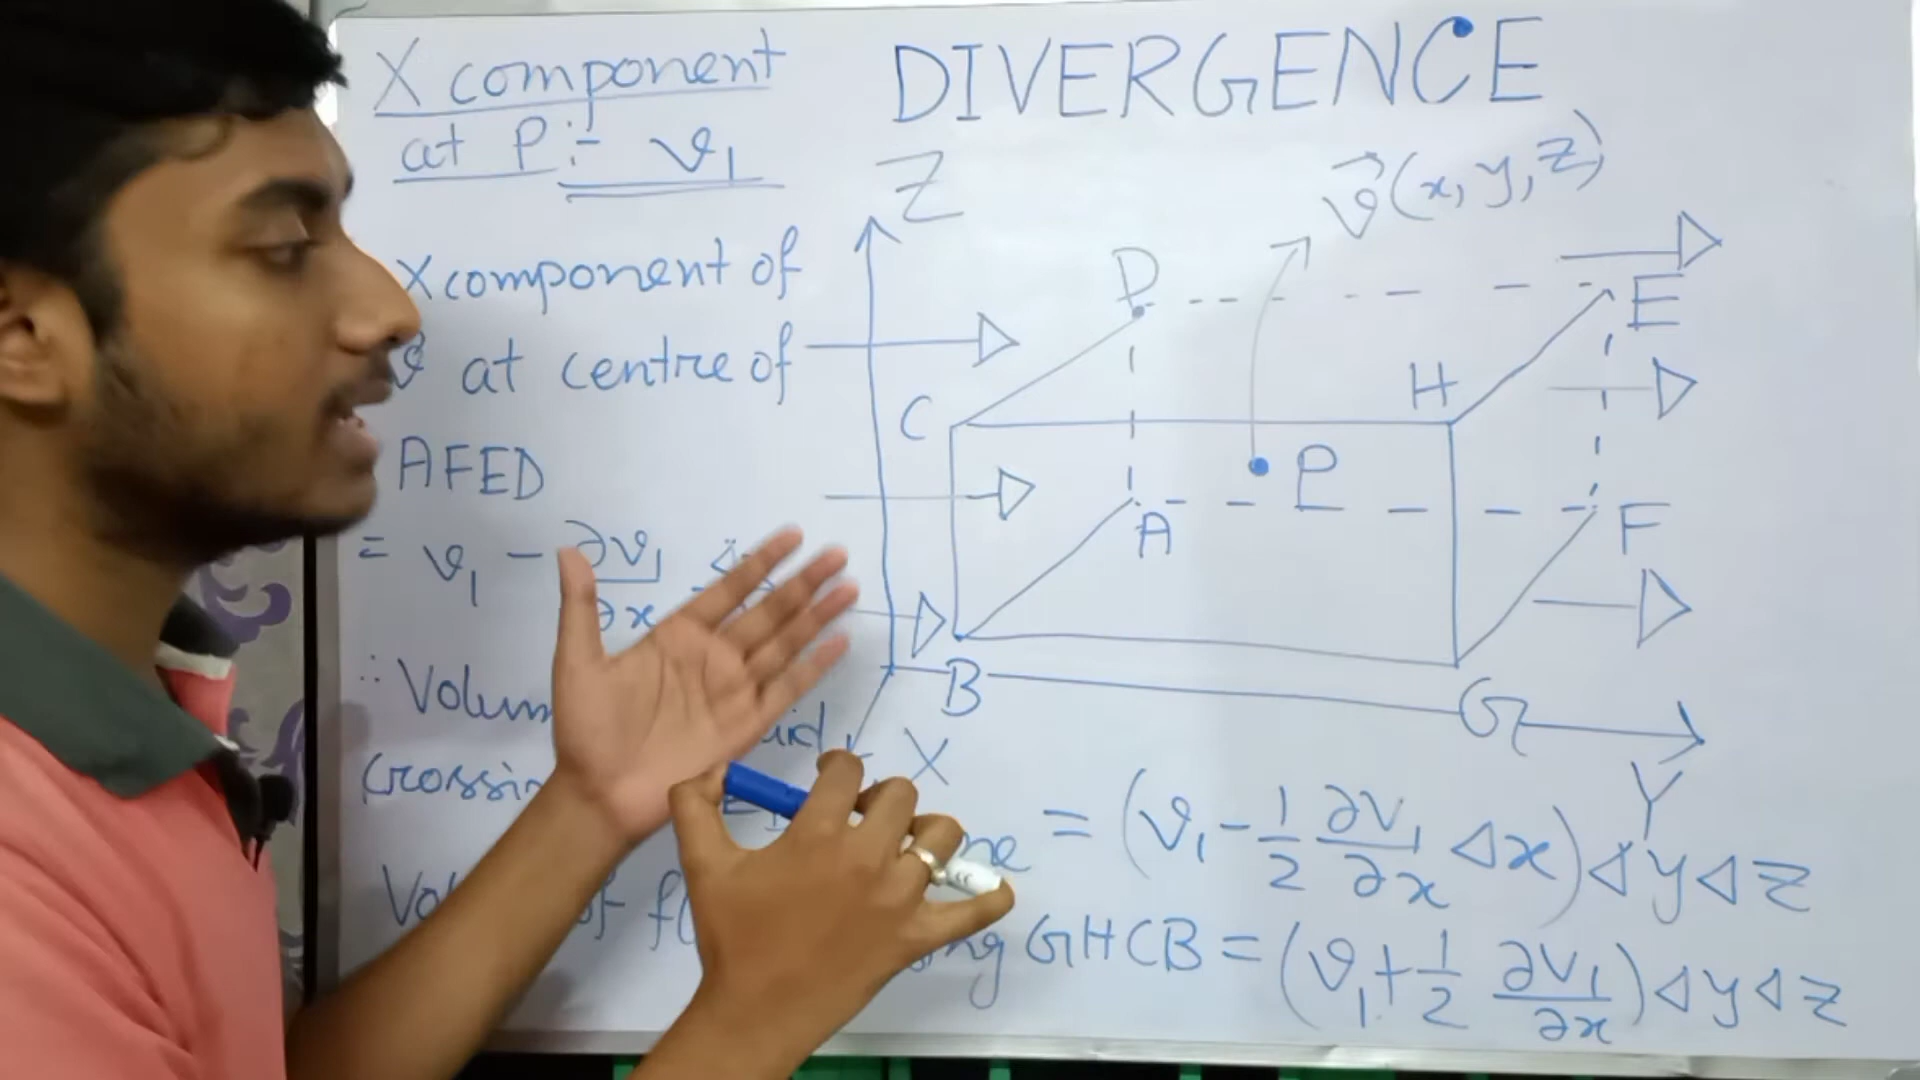 X component
at P:- v₁
X component of
at centre of
AFED
= v₁ - ∂v₁
∂x
∴ Volum
crossin
= (v₁ - 1/2 ∂v₁/∂x Δx) Δy Δz
GHCB = (v₁ + 1/2 ∂v₁/∂x) Δy Δz
DIVERGENCE
v⃗(x, y, z)
Z
D
E
C
H
P
A
F
B
G
X
Y